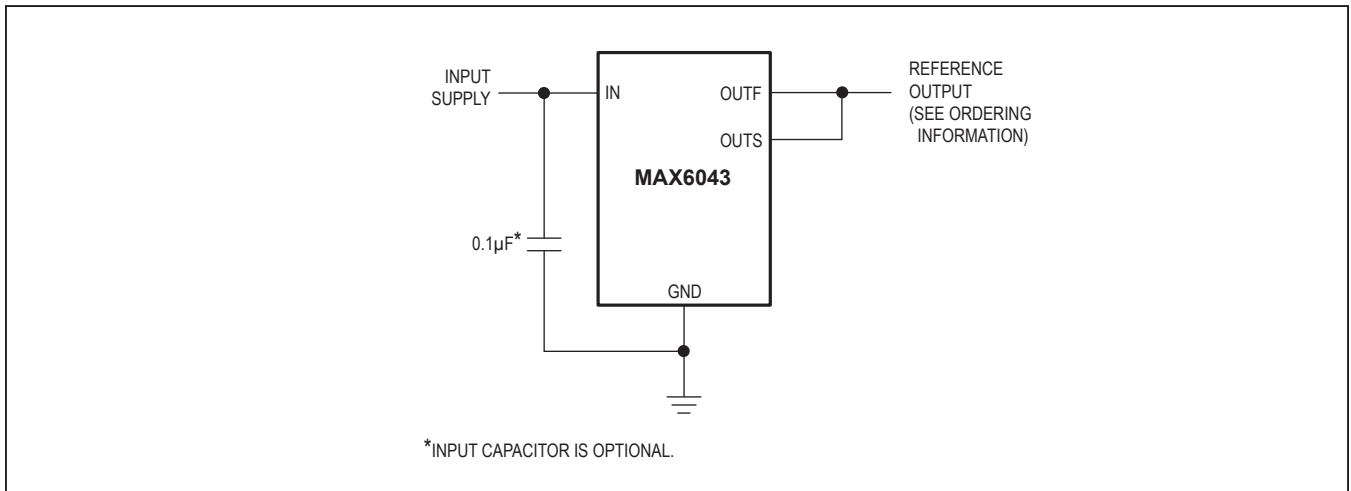 INPUT
SUPPLY
IN
OUTF
OUTS
REFERENCE
OUTPUT
(SEE ORDERING
INFORMATION)
MAX6043
0.1µF*
GND
*INPUT CAPACITOR IS OPTIONAL.